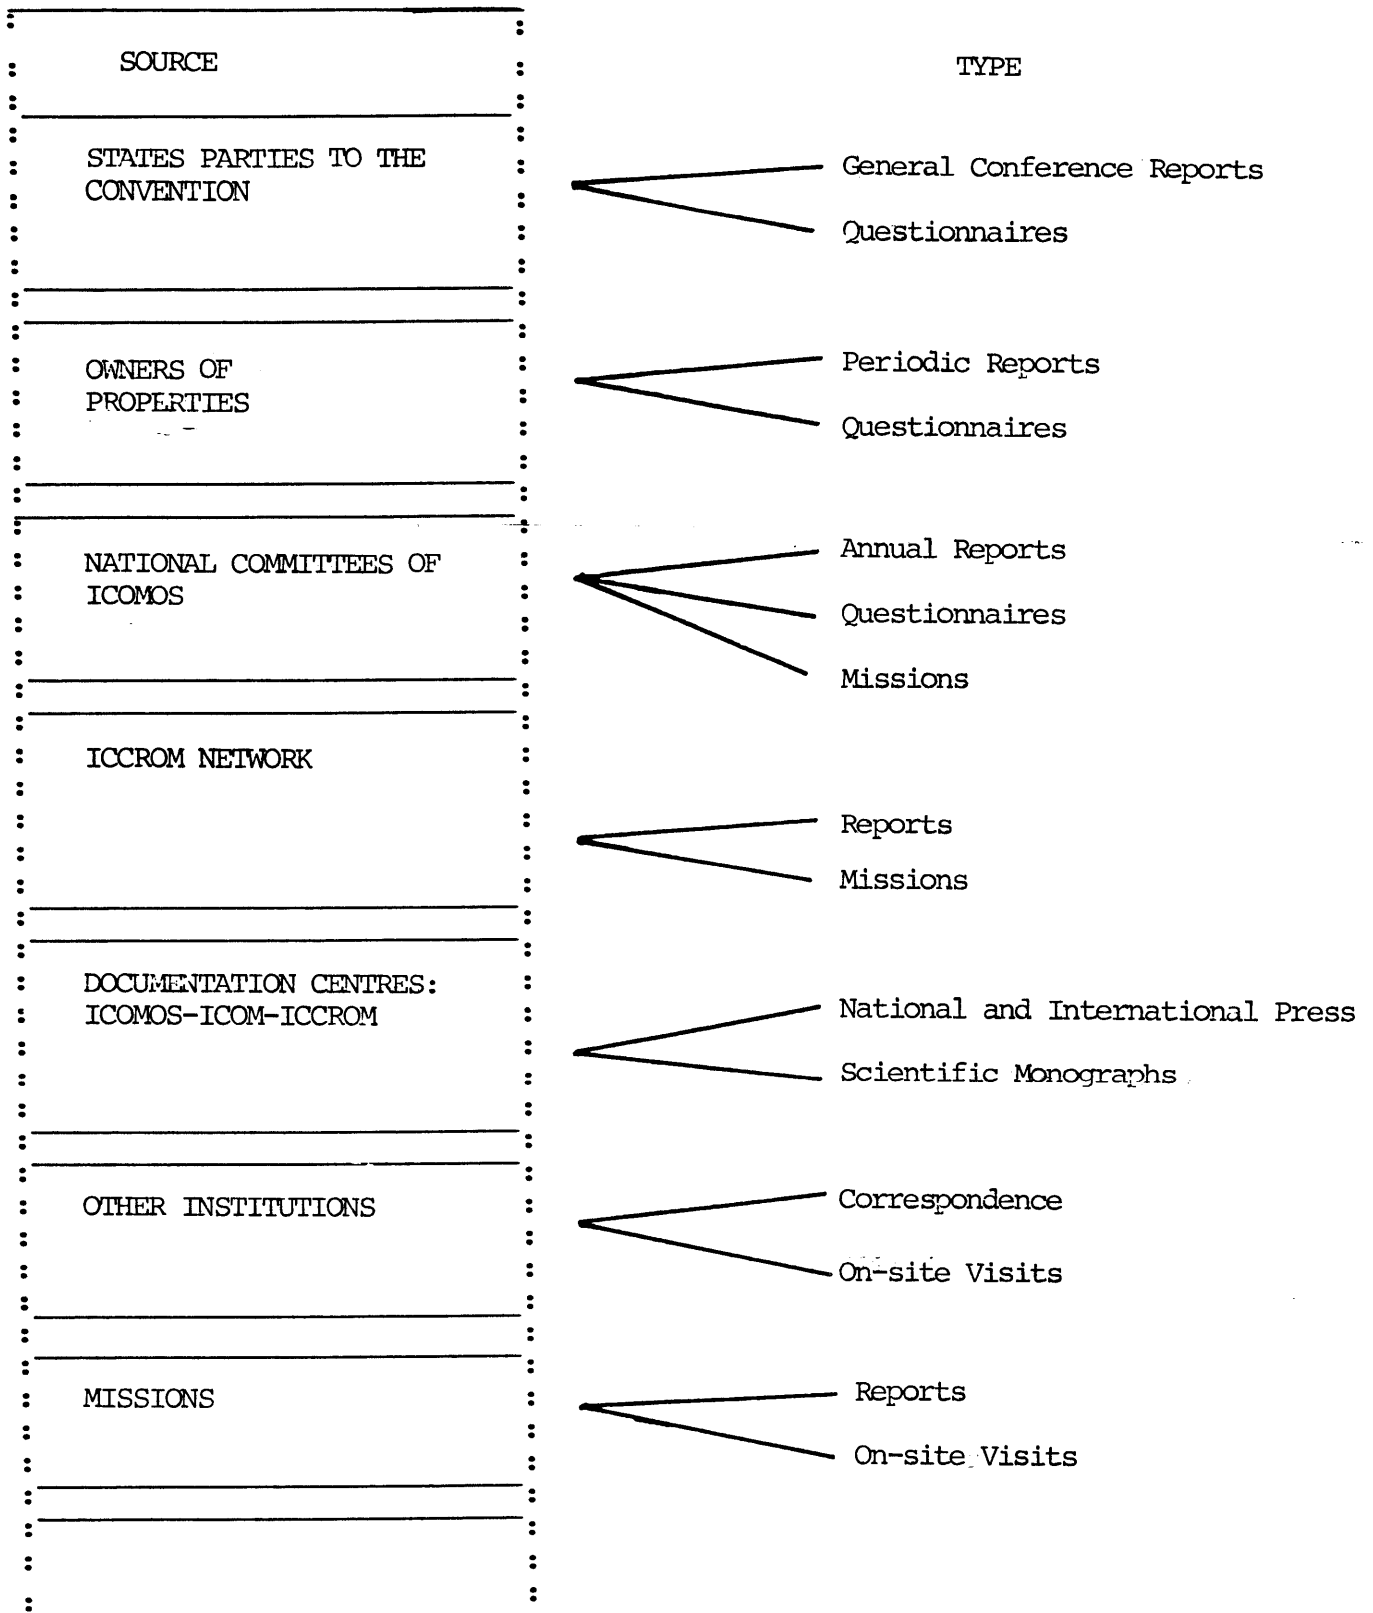 SOURCE
TYPE
STATES PARTIES TO THE
CONVENTION
General Conference Reports
Questionnaires
OWNERS OF
PROPERTIES
Periodic Reports
Questionnaires
NATIONAL COMMITTEES OF
ICOMOS
Annual Reports
Questionnaires
Missions
ICCROM NETWORK
Reports
Missions
DOCUMENTATION CENTRES:
ICOMOS-ICOM-ICCROM
National and International Press
Scientific Monographs
OTHER INSTITUTIONS
Correspondence
On-site Visits
MISSIONS
Reports
On-site Visits